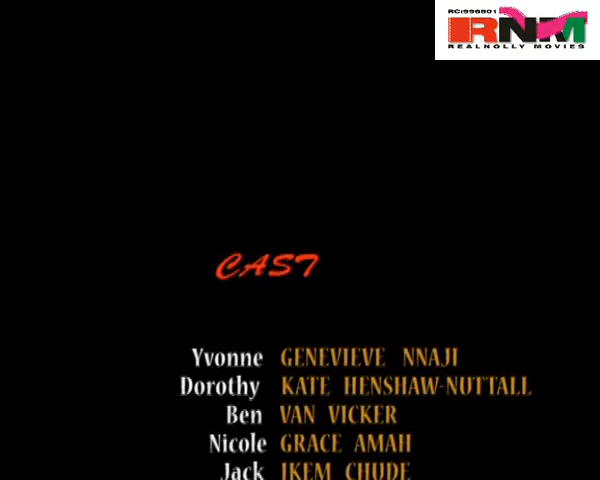 RC:998801
RNM
REALNOLLY MOVIES
CAST
Yvonne GENEVIEVE NNAJI
Dorothy KATE HENSHAW-NUTTALL
Ben VAN VICKER
Nicole GRACE AMAH
Jack IKEM CHUDE